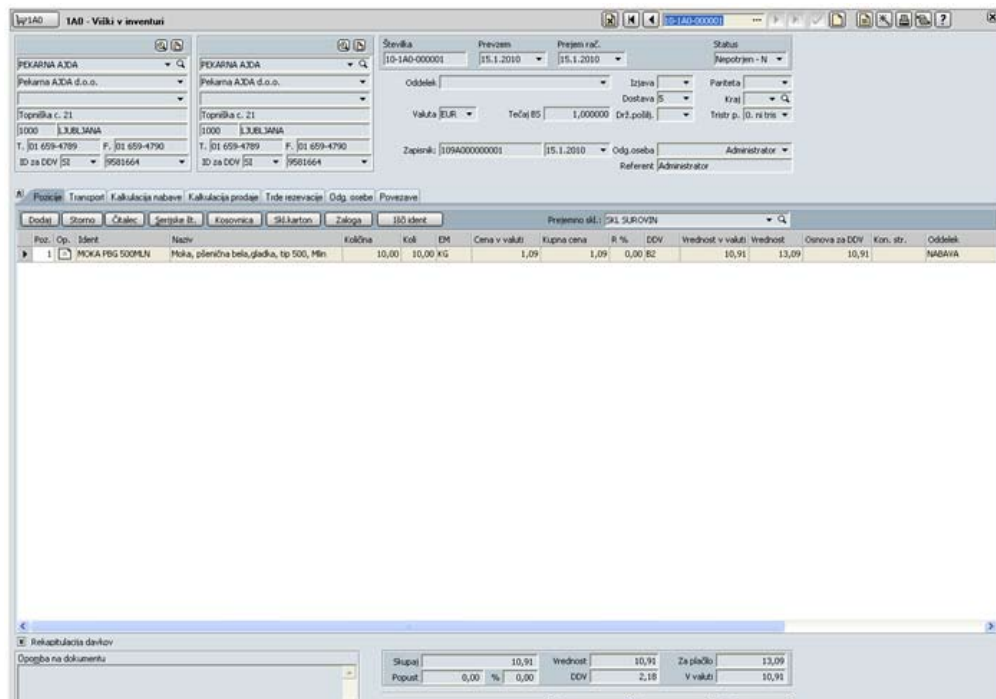 1A0 1A0 - Viški v inventuri 10-1A0-000001
PEKARNA AJDA
Pekarna AJDA d.o.o.
Topniška c. 21
1000 LJUBLJANA
T. 01 659-4789 F. 01 659-4790
ID za DDV SI 9581664
PEKARNA AJDA
Pekarna AJDA d.o.o.
Topniška c. 21
1000 LJUBLJANA
T. 01 659-4789 F. 01 659-4790
ID za DDV SI 9581664
Številka Prevzem Prejem rač. Status
10-1A0-000001 15.1.2010 15.1.2010 Nepotrjen - N
Oddelek Izjava Pariteta
Dostava S Kraj
Valuta EUR Tečaj BS 1,000000 Drž.pošilj. Tristr p. 0. ni tris
Zapisnik: 109A000000001 15.1.2010 Odg.oseba Administrator
Referent Administrator
Pozicije Transport Kalkulacija nabave Kalkulacija prodaje Trde rezevacije Odg. osebe Povezave
Dodaj Storno Čitalec Serijske št. Kosovnica Skl.karton Zaloga Išči ident Prejemno skl.: SKL SUROVIN
Poz. Op. Ident Naziv Količina Koli EM Cena v valuti Kupna cena R % DDV Vrednost v valuti Vrednost Osnova za DDV Kon. str. Oddelek
1 MOKA PBG 500MLN Moka, pšenična bela,gladka, tip 500, Mlin 10,00 10,00 KG 1,09 1,09 0,00 B2 10,91 13,09 10,91 NABAVA
Rekapitulacija davkov
Opomba na dokumentu
Skupaj 10,91 Vrednost 10,91 Za plačilo 13,09
Popust 0,00 % 0,00 DDV 2,18 V valuti 10,91